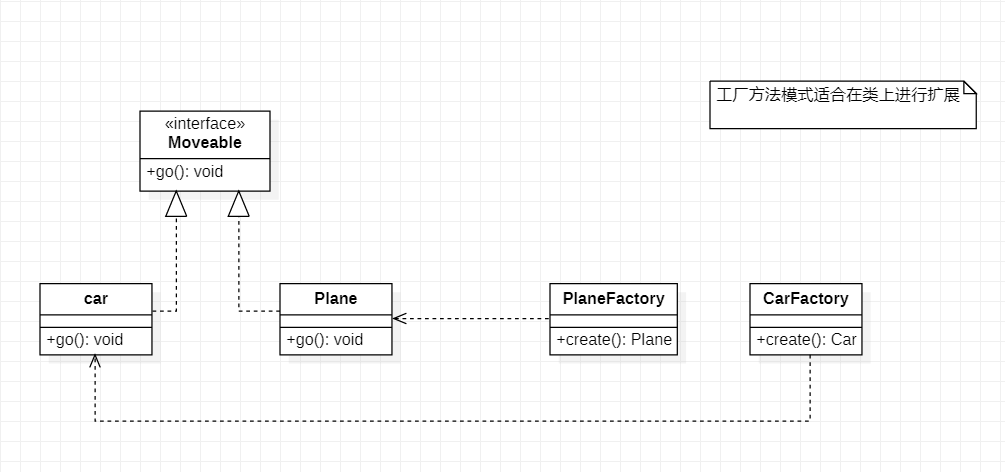 工厂方法模式适合在类上进行扩展
«interface»
Moveable
+go(): void
car
+go(): void
Plane
+go(): void
PlaneFactory
+create(): Plane
CarFactory
+create(): Car